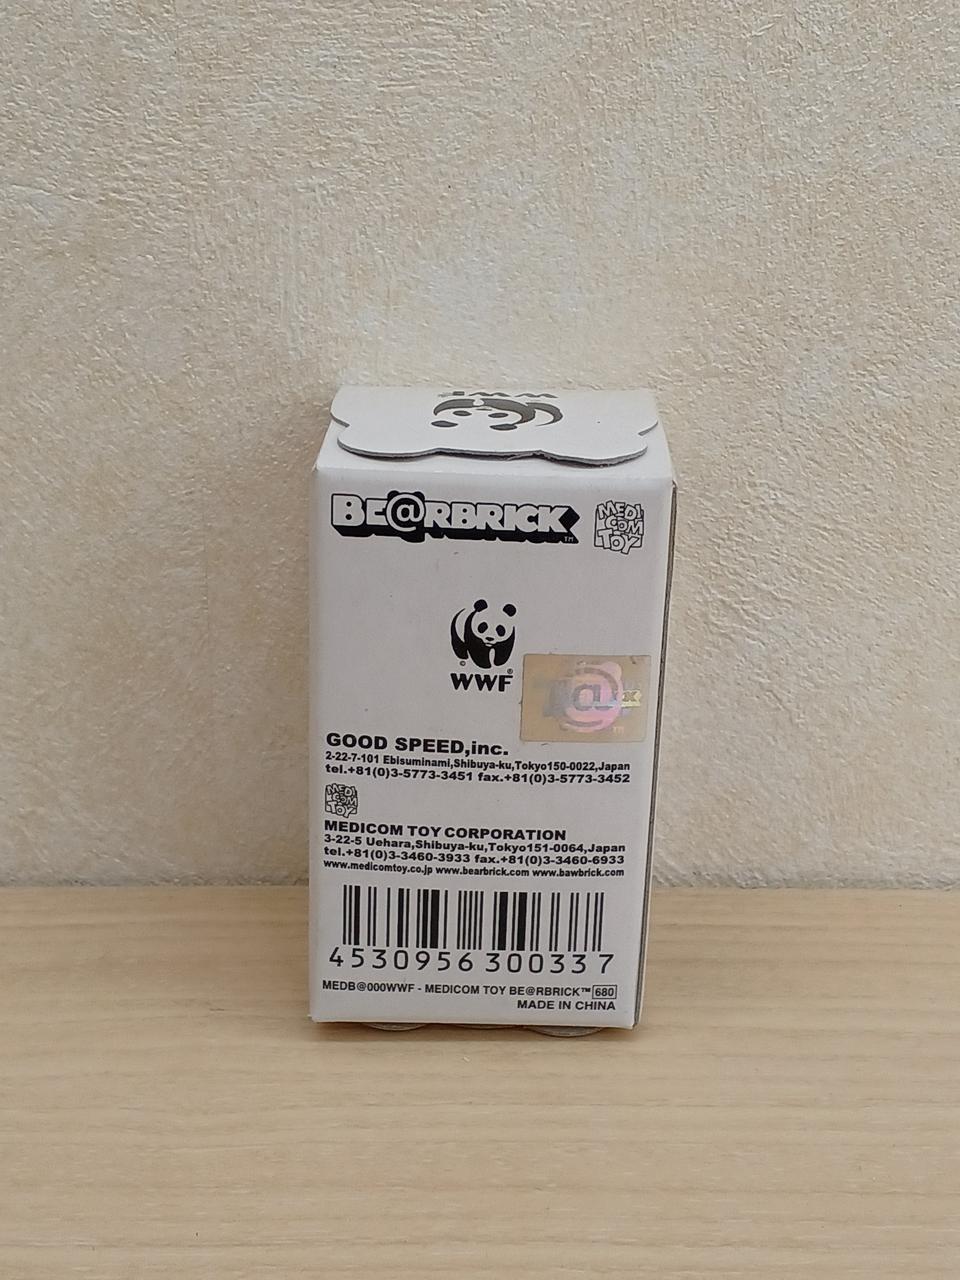 WWF
BE@RBRICK™
MEDI
COM
TOY
©
WWF®
GOOD SPEED,inc.
2-22-7-101 Ebisuminami,Shibuya-ku,Tokyo150-0022,Japan
tel.+81(0)3-5773-3451 fax.+81(0)3-5773-3452
MEDI
COM
TOY
MEDICOM TOY CORPORATION
3-22-5 Uehara,Shibuya-ku,Tokyo151-0064,Japan
tel.+81(0)3-3460-3933 fax.+81(0)3-3460-6933
www.medicomtoy.co.jp www.bearbrick.com www.bawbrick.com
4530956300337
MEDB@000WWF - MEDICOM TOY BE@RBRICK™ 680
MADE IN CHINA